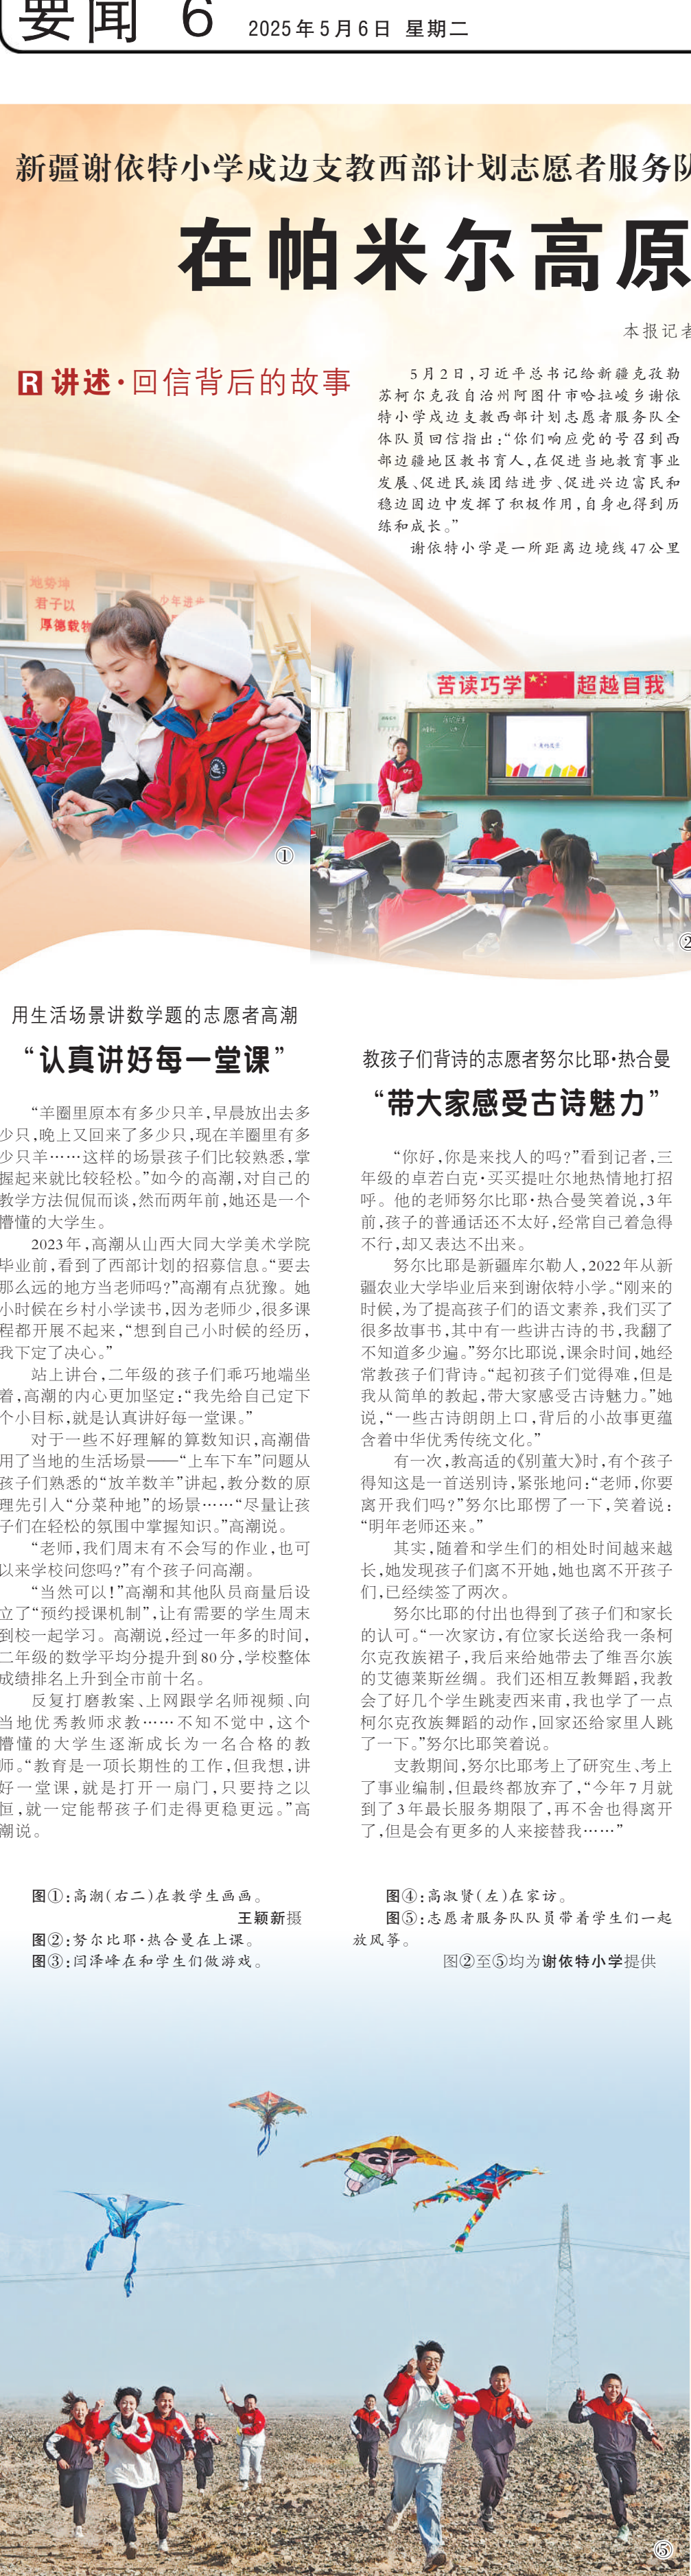 要闻 6 2025年5月6日 星期二
新疆谢依特小学戍边支教西部计划志愿者服务队
在帕米尔高原
本报记者
R 讲述·回信背后的故事
5月2日,习近平总书记给新疆克孜勒
苏柯尔克孜自治州阿图什市哈拉峻乡谢依
特小学戍边支教西部计划志愿者服务队全
体队员回信指出:“你们响应党的号召到西
部边疆地区教书育人,在促进当地教育事业
发展、促进民族团结进步、促进兴边富民和
稳边固边中发挥了积极作用,自身也得到历
练和成长。”
谢依特小学是一所距离边境线47公里
地势坤
君子以
厚德载物
少年进步
①
苦读巧学 超越自我
②
用生活场景讲数学题的志愿者高潮
“认真讲好每一堂课”
“羊圈里原本有多少只羊,早晨放出去多
少只,晚上又回来了多少只,现在羊圈里有多
少只羊……这样的场景孩子们比较熟悉,掌
握起来就比较轻松。”如今的高潮,对自己的
教学方法侃侃而谈,然而两年前,她还是一个
懵懂的大学生。
2023年,高潮从山西大同大学美术学院
毕业前,看到了西部计划的招募信息。“要去
那么远的地方当老师吗?”高潮有点犹豫。她
小时候在乡村小学读书,因为老师少,很多课
程都开展不起来,“想到自己小时候的经历,
我下定了决心。”
站上讲台,二年级的孩子们乖巧地端坐
着,高潮的内心更加坚定:“我先给自己定下
个小目标,就是认真讲好每一堂课。”
对于一些不好理解的算数知识,高潮借
用了当地的生活场景——“上车下车”问题从
孩子们熟悉的“放羊数羊”讲起,教分数的原
理先引入“分菜种地”的场景……“尽量让孩
子们在轻松的氛围中掌握知识。”高潮说。
“老师,我们周末有不会写的作业,也可
以来学校问您吗?”有个孩子问高潮。
“当然可以!”高潮和其他队员商量后设
立了“预约授课机制”,让有需要的学生周末
到校一起学习。高潮说,经过一年多的时间,
二年级的数学平均分提升到80分,学校整体
成绩排名上升到全市前十名。
反复打磨教案、上网跟学名师视频、向
当地优秀教师求教……不知不觉中,这个
懵懂的大学生逐渐成长为一名合格的教
师。“教育是一项长期性的工作,但我想,讲
好一堂课,就是打开一扇门,只要持之以
恒,就一定能帮孩子们走得更稳更远。”高
潮说。
教孩子们背诗的志愿者努尔比耶·热合曼
“带大家感受古诗魅力”
“你好,你是来找人的吗?”看到记者,三
年级的卓若白克·买买提吐尔地热情地打招
呼。他的老师努尔比耶·热合曼笑着说,3年
前,孩子的普通话还不太好,经常自己着急得
不行,却又表达不出来。
努尔比耶是新疆库尔勒人,2022年从新
疆农业大学毕业后来到谢依特小学。“刚来的
时候,为了提高孩子们的语文素养,我们买了
很多故事书,其中有一些讲古诗的书,我翻了
不知道多少遍。”努尔比耶说,课余时间,她经
常教孩子们背诗。“起初孩子们觉得难,但是
我从简单的教起,带大家感受古诗魅力。”她
说,“一些古诗朗朗上口,背后的小故事更蕴
含着中华优秀传统文化。”
有一次,教高适的《别董大》时,有个孩子
得知这是一首送别诗,紧张地问:“老师,你要
离开我们吗?”努尔比耶愣了一下,笑着说:
“明年老师还来。”
其实,随着和学生们的相处时间越来越
长,她发现孩子们离不开她,她也离不开孩子
们,已经续签了两次。
努尔比耶的付出也得到了孩子们和家长
的认可。“一次家访,有位家长送给我一条柯
尔克孜族裙子,我后来给她带去了维吾尔族
的艾德莱斯丝绸。我们还相互教舞蹈,我教
会了好几个学生跳麦西来甫,我也学了一点
柯尔克孜族舞蹈的动作,回家还给家里人跳
了一下。”努尔比耶笑着说。
支教期间,努尔比耶考上了研究生、考上
了事业编制,但最终都放弃了,“今年7月就
到了3年最长服务期限了,再不舍也得离开
了,但是会有更多的人来接替我……”
图①:高潮(右二)在教学生画画。
王颖新摄
图②:努尔比耶·热合曼在上课。
图③:闫泽峰在和学生们做游戏。
图④:高淑贤(左)在家访。
图⑤:志愿者服务队队员带着学生们一起
放风筝。
图②至⑤均为谢依特小学提供
⑤